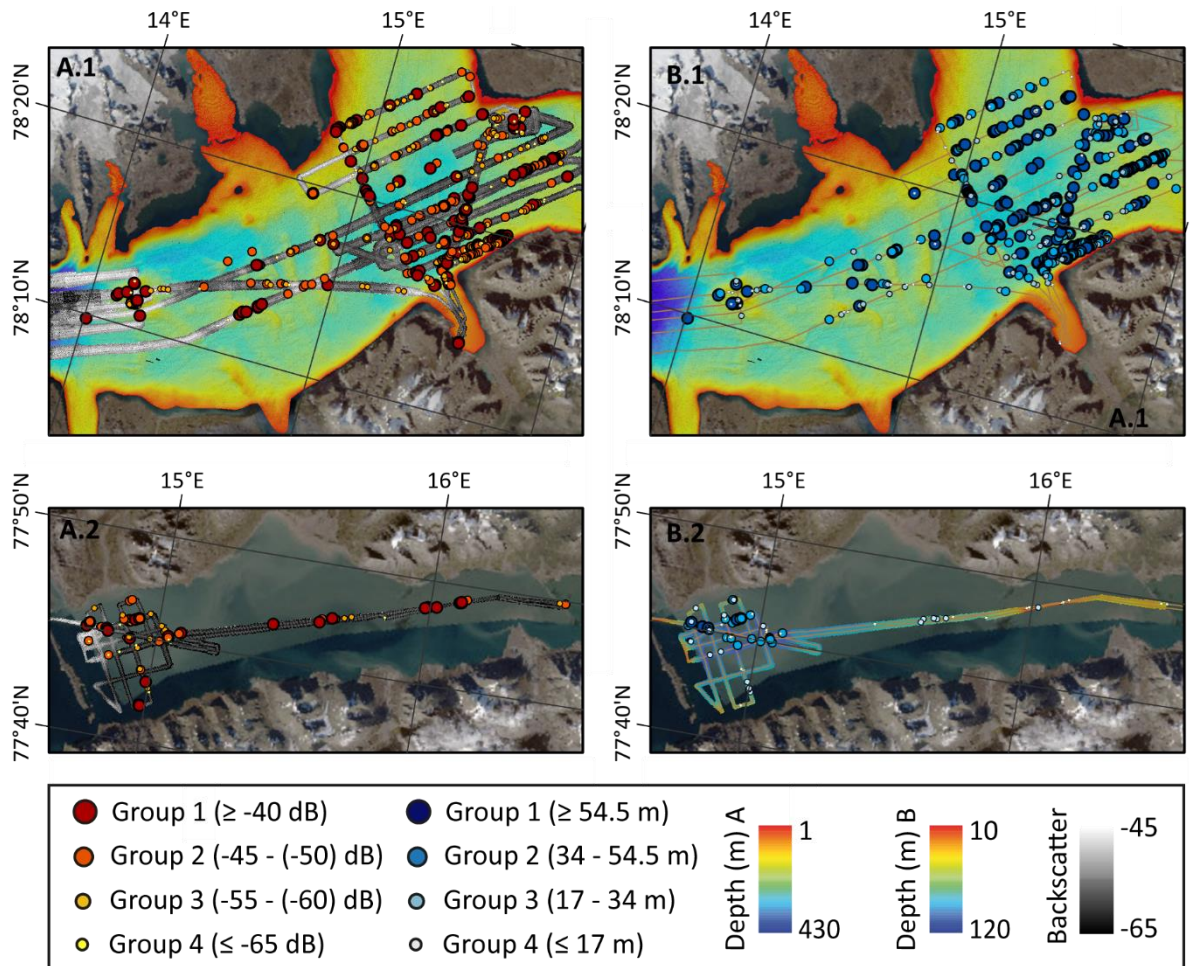 14°E 15°E 14°E 15°E
A.1 B.1
78°20'N 78°20'N
78°10'N 78°10'N
A.1
15°E 16°E 15°E 16°E
77°50'N 77°50'N
A.2 B.2
77°40'N 77°40'N
Group 1 (≥ -40 dB) Group 1 (≥ 54.5 m)
Group 2 (-45 - (-50) dB) Group 2 (34 - 54.5 m)
Group 3 (-55 - (-60) dB) Group 3 (17 - 34 m)
Group 4 (≤ -65 dB) Group 4 (≤ 17 m)
Depth (m) A
1
430
Depth (m) B
10
120
Backscatter
-45
-65